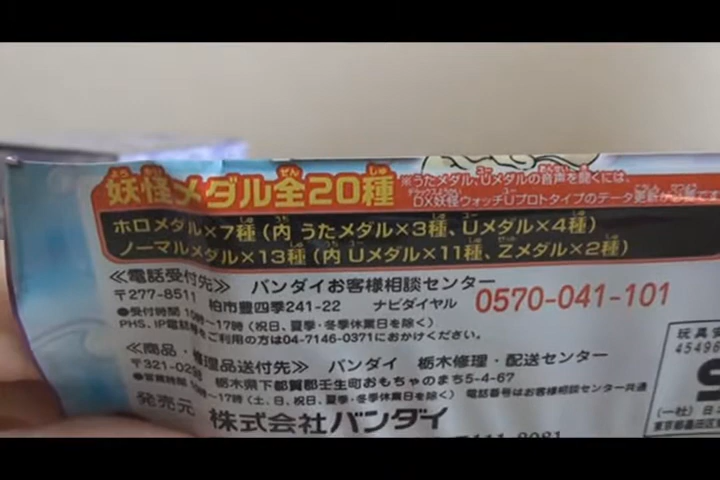 妖怪メダル全20種
※うたメダル、Uメダルの音声を聞くには、
DX妖怪ウォッチUプロトタイプのデータ更新が
ホロメダル×7種(内 うたメダル×3種、Uメダル×4種)
ノーマルメダル×13種(内 Uメダル×11種、Zメダル×2種)
≪電話受付先≫ バンダイお客様相談センター
〒277-8511 柏市豊四季241-22 ナビダイヤル 0570-041-101
●受付時間 10時〜17時(祝日、夏季・冬季休業日を除く)
PHS、IP電話等をご利用の方は04-7146-0371におかけください。
≪商品・修理品送付先≫ バンダイ 栃木修理・配送センター
〒321-02 栃木県下都賀郡壬生町おもちゃのまち5-4-67
●営業時間 〜17時(土、日、祝日、夏季・冬季休業日を除く) 電話番号はお客様相談センター共通
発売元 株式会社バンダイ
玩具
45496
(一社)日
東京都墨田区